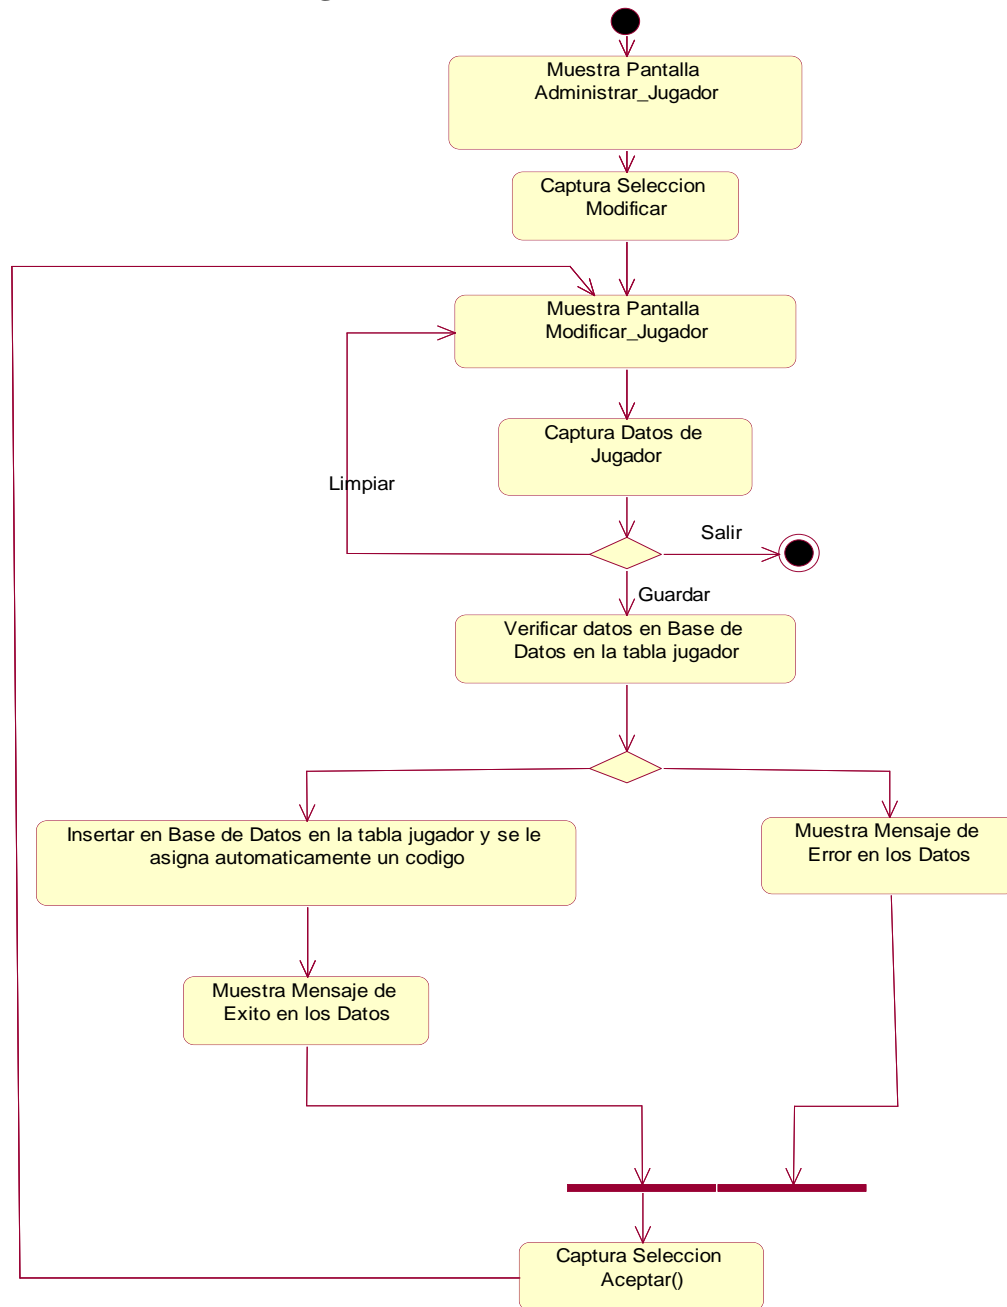 Muestra Pantalla
Administrar_Jugador
Captura Seleccion
Modificar
Muestra Pantalla
Modificar_Jugador
Captura Datos de
Jugador
Limpiar
Salir
Guardar
Verificar datos en Base de
Datos en la tabla jugador
Insertar en Base de Datos en la tabla jugador y se le
asigna automaticamente un codigo
Muestra Mensaje de
Error en los Datos
Muestra Mensaje de
Exito en los Datos
Captura Seleccion
Aceptar()